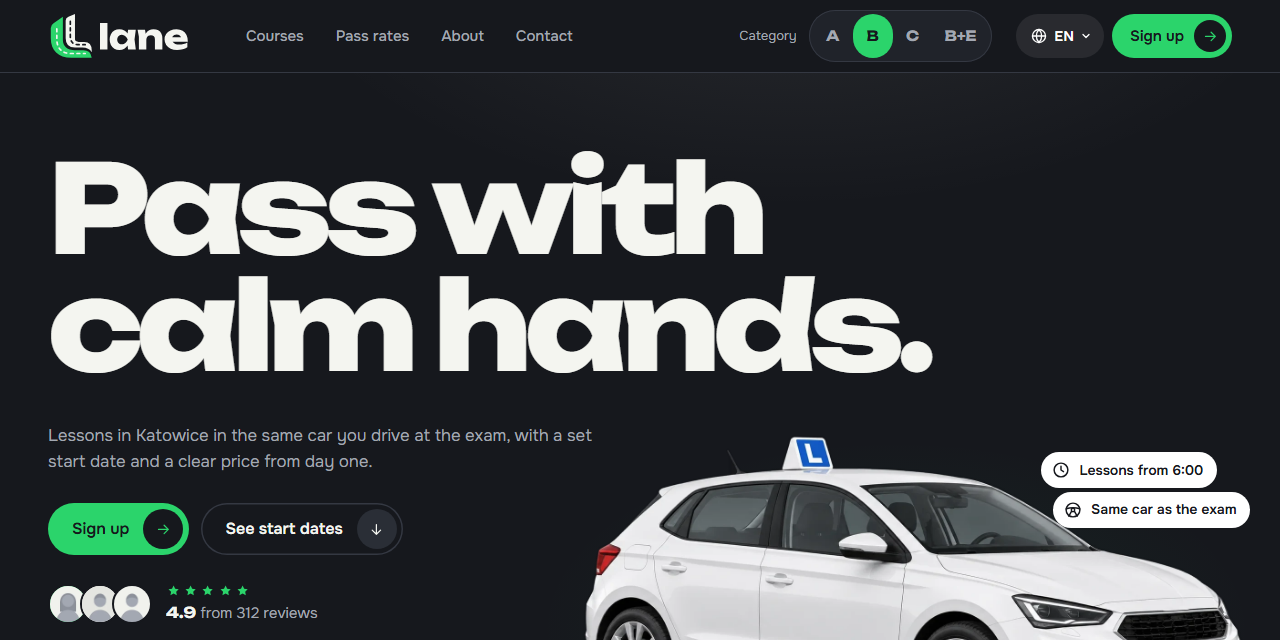 lane
Courses
Pass rates
About
Contact
Category
A
B
C
B+E
EN
Sign up
Pass with
calm hands.
Lessons in Katowice in the same car you drive at the exam, with a set
start date and a clear price from day one.
Sign up
See start dates
4.9 from 312 reviews
L
Lessons from 6:00
Same car as the exam